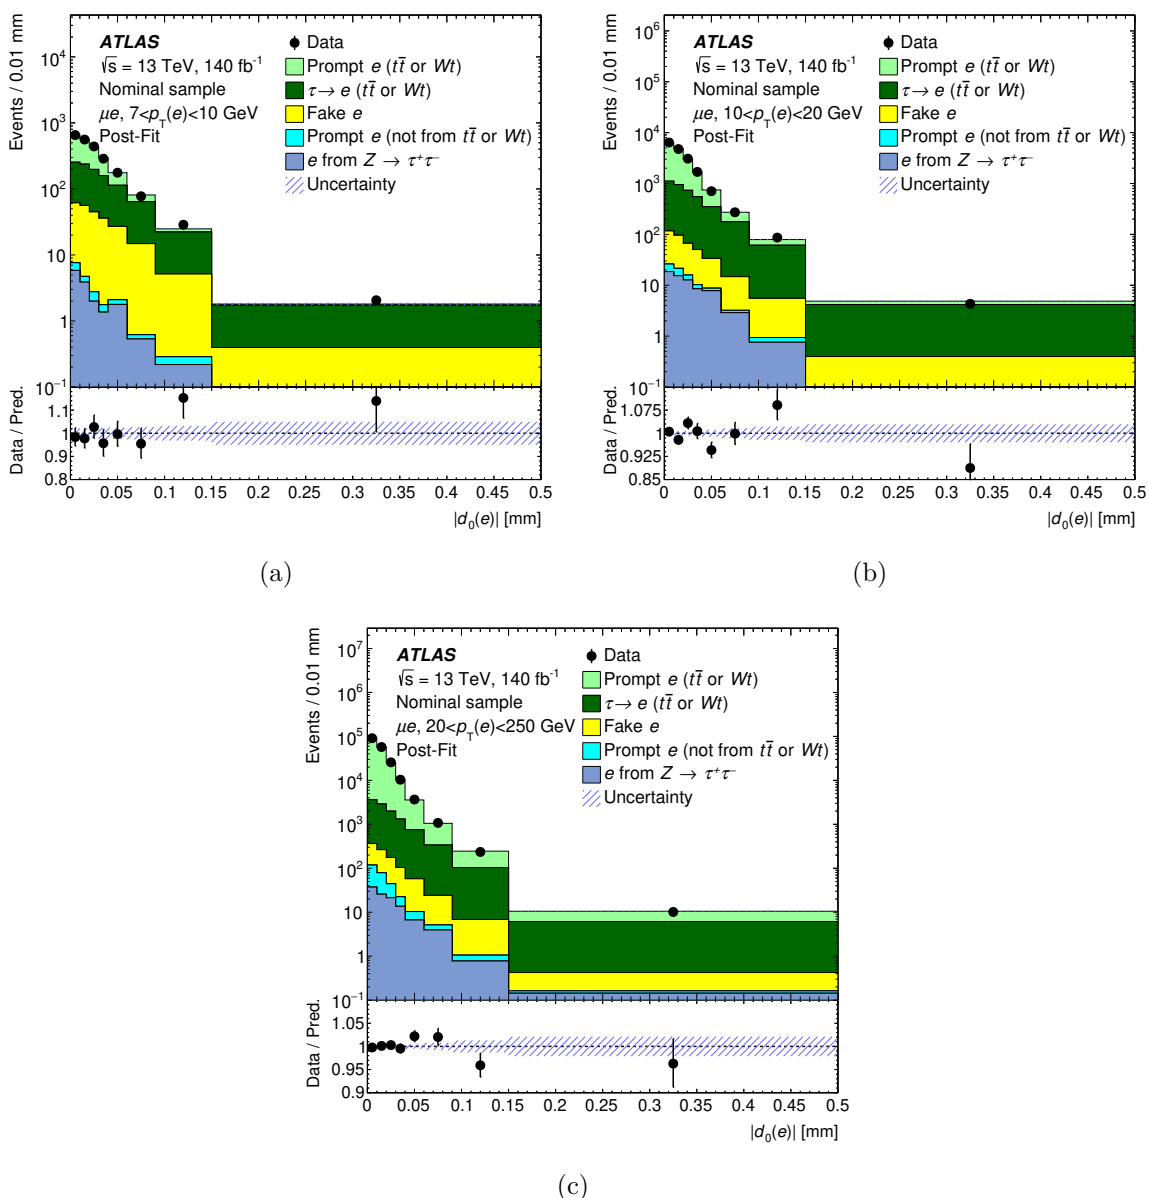 Events / 0.01 mm
10⁴
10³
10²
10
1
10⁻¹
ATLAS
√s = 13 TeV, 140 fb⁻¹
Nominal sample
μe, 7<p_T(e)<10 GeV
Post-Fit
Data
Prompt e (tt̅ or Wt)
τ→ e (tt̅ or Wt)
Fake e
Prompt e (not from tt̅ or Wt)
e from Z → τ⁺τ⁻
Uncertainty
Data / Pred.
1.1
1
0.9
0.8
0 0.05 0.1 0.15 0.2 0.25 0.3 0.35 0.4 0.45 0.5
|d₀(e)| [mm]
(a)
Events / 0.01 mm
10⁶
10⁵
10⁴
10³
10²
10
1
10⁻¹
ATLAS
√s = 13 TeV, 140 fb⁻¹
Nominal sample
μe, 10<p_T(e)<20 GeV
Post-Fit
Data
Prompt e (tt̅ or Wt)
τ→ e (tt̅ or Wt)
Fake e
Prompt e (not from tt̅ or Wt)
e from Z → τ⁺τ⁻
Uncertainty
Data / Pred.
1.075
1
0.925
0.85
0 0.05 0.1 0.15 0.2 0.25 0.3 0.35 0.4 0.45 0.5
|d₀(e)| [mm]
(b)
Events / 0.01 mm
10⁷
10⁶
10⁵
10⁴
10³
10²
10
1
10⁻¹
ATLAS
√s = 13 TeV, 140 fb⁻¹
Nominal sample
μe, 20<p_T(e)<250 GeV
Post-Fit
Data
Prompt e (tt̅ or Wt)
τ→ e (tt̅ or Wt)
Fake e
Prompt e (not from tt̅ or Wt)
e from Z → τ⁺τ⁻
Uncertainty
Data / Pred.
1.05
1
0.95
0.9
0 0.05 0.1 0.15 0.2 0.25 0.3 0.35 0.4 0.45 0.5
|d₀(e)| [mm]
(c)